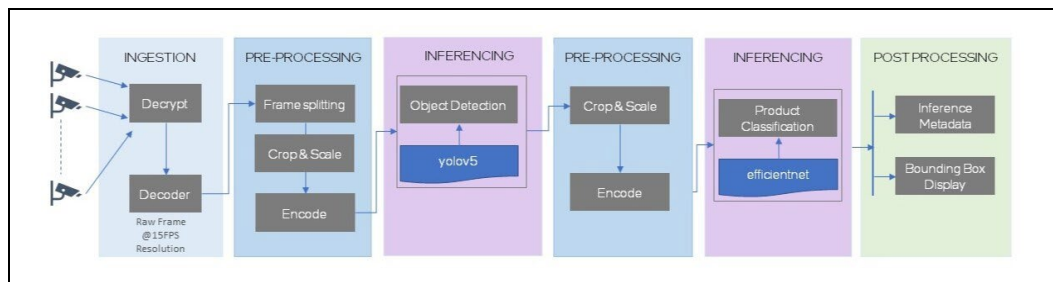 INGESTION
Decrypt
Decoder
Raw Frame
@15FPS
Resolution
PRE-PROCESSING
Frame splitting
Crop & Scale
Encode
INFERENCING
Object Detection
yolov5
PRE-PROCESSING
Crop & Scale
Encode
INFERENCING
Product
Classification
efficientnet
POST PROCESSING
Inference
Metadata
Bounding Box
Display